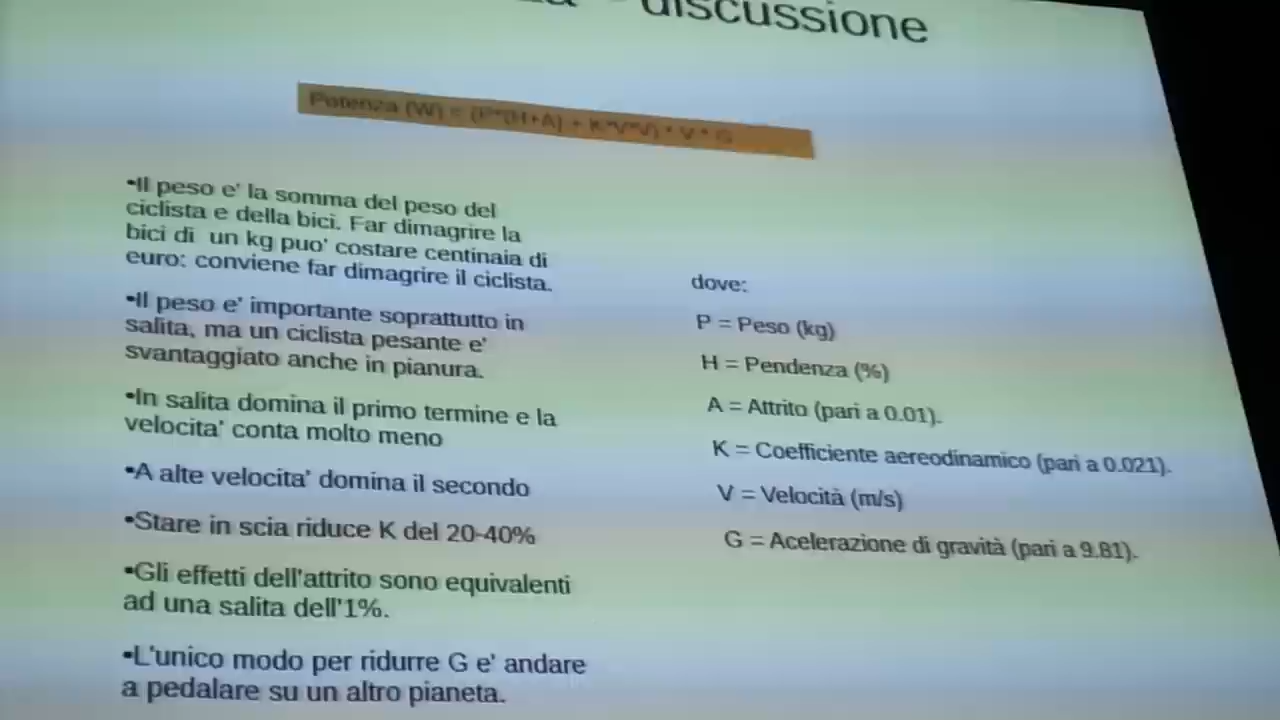 discussione
Potenza (W) = (P*(H+A) + K*V*V) * V * G
•Il peso e' la somma del peso del
ciclista e della bici. Far dimagrire la
bici di un kg puo' costare centinaia di
euro: conviene far dimagrire il ciclista.
•Il peso e' importante soprattutto in
salita, ma un ciclista pesante e'
svantaggiato anche in pianura.
•In salita domina il primo termine e la
velocita' conta molto meno
•A alte velocita' domina il secondo
•Stare in scia riduce K del 20-40%
•Gli effetti dell'attrito sono equivalenti
ad una salita dell'1%.
•L'unico modo per ridurre G e' andare
a pedalare su un altro pianeta.
dove:
P = Peso (kg)
H = Pendenza (%)
A = Attrito (pari a 0.01).
K = Coefficiente aereodinamico (pari a 0.021).
V = Velocità (m/s)
G = Acelerazione di gravità (pari a 9.81).